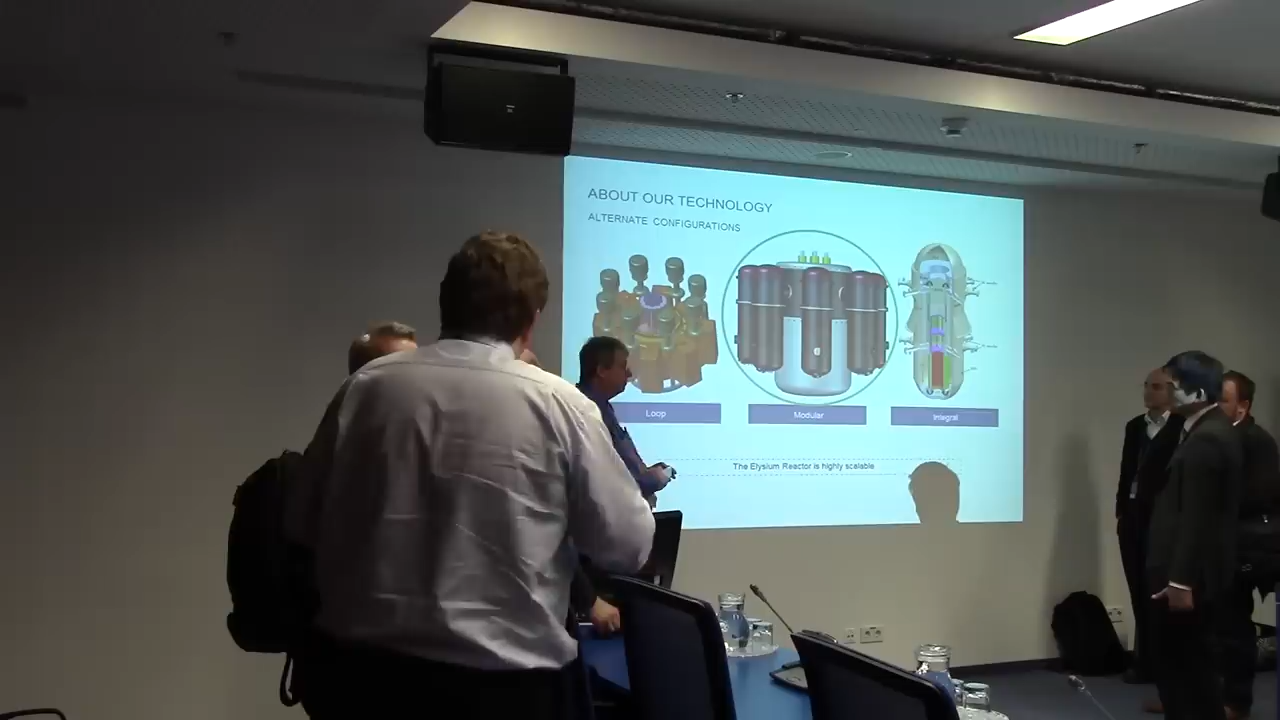 ABOUT OUR TECHNOLOGY
ALTERNATE CONFIGURATIONS
Loop
Modular
Integral
The Elysium Reactor is highly scalable